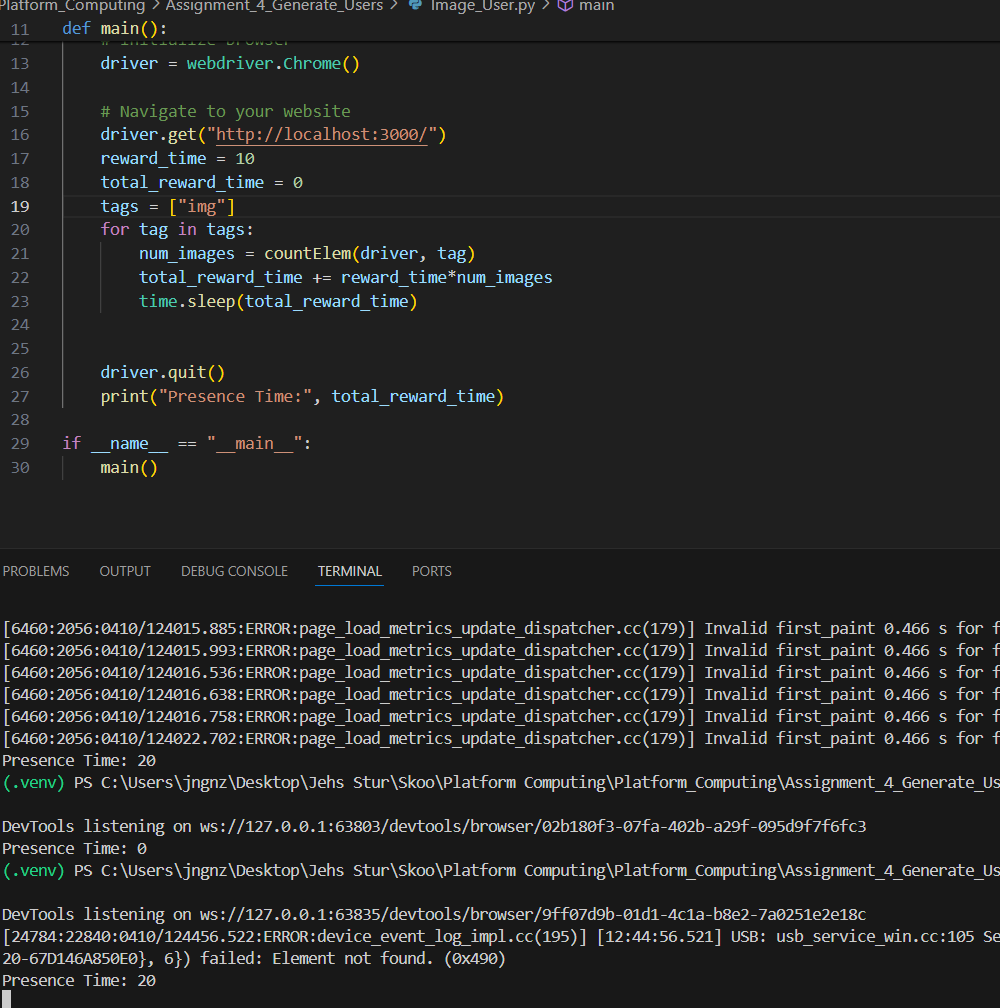 Platform_Computing > Assignment_4_Generate_Users > Image_User.py > main
11 def main():
12 # Initialize browser
13 driver = webdriver.Chrome()
14
15 # Navigate to your website
16 driver.get("http://localhost:3000/")
17 reward_time = 10
18 total_reward_time = 0
19 tags = ["img"]
20 for tag in tags:
21 num_images = countElem(driver, tag)
22 total_reward_time += reward_time*num_images
23 time.sleep(total_reward_time)
24
25
26 driver.quit()
27 print("Presence Time:", total_reward_time)
28
29 if __name__ == "__main__":
30 main()
PROBLEMS OUTPUT DEBUG CONSOLE TERMINAL PORTS
[6460:2056:0410/124015.885:ERROR:page_load_metrics_update_dispatcher.cc(179)] Invalid first_paint 0.466 s for f
[6460:2056:0410/124015.993:ERROR:page_load_metrics_update_dispatcher.cc(179)] Invalid first_paint 0.466 s for f
[6460:2056:0410/124016.536:ERROR:page_load_metrics_update_dispatcher.cc(179)] Invalid first_paint 0.466 s for f
[6460:2056:0410/124016.638:ERROR:page_load_metrics_update_dispatcher.cc(179)] Invalid first_paint 0.466 s for f
[6460:2056:0410/124016.758:ERROR:page_load_metrics_update_dispatcher.cc(179)] Invalid first_paint 0.466 s for f
[6460:2056:0410/124022.702:ERROR:page_load_metrics_update_dispatcher.cc(179)] Invalid first_paint 0.466 s for f
Presence Time: 20
(.venv) PS C:\Users\jngnz\Desktop\Jehs Stur\Skoo\Platform Computing\Platform_Computing\Assignment_4_Generate_Us
DevTools listening on ws://127.0.0.1:63803/devtools/browser/02b180f3-07fa-402b-a29f-095d9f7f6fc3
Presence Time: 0
(.venv) PS C:\Users\jngnz\Desktop\Jehs Stur\Skoo\Platform Computing\Platform_Computing\Assignment_4_Generate_Us
DevTools listening on ws://127.0.0.1:63835/devtools/browser/9ff07d9b-01d1-4c1a-b8e2-7a0251e2e18c
[24784:22840:0410/124456.522:ERROR:device_event_log_impl.cc(195)] [12:44:56.521] USB: usb_service_win.cc:105 Se
20-67D146A850E0}, 6}) failed: Element not found. (0x490)
Presence Time: 20